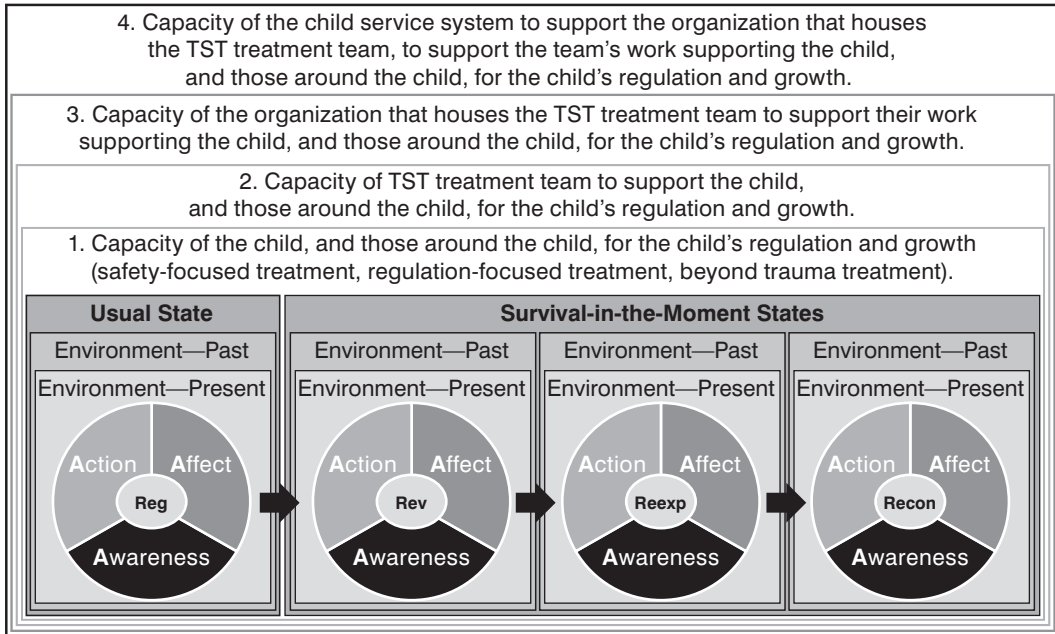 4. Capacity of the child service system to support the organization that houses
the TST treatment team, to support the team's work supporting the child,
and those around the child, for the child's regulation and growth.
3. Capacity of the organization that houses the TST treatment team to support their work
supporting the child, and those around the child, for the child's regulation and growth.
2. Capacity of TST treatment team to support the child,
and those around the child, for the child's regulation and growth.
1. Capacity of the child, and those around the child, for the child's regulation and growth
(safety-focused treatment, regulation-focused treatment, beyond trauma treatment).
Usual State
Survival-in-the-Moment States
Environment—Past
Environment—Past
Environment—Past
Environment—Past
Environment—Present
Environment—Present
Environment—Present
Environment—Present
Action
Affect
Reg
Awareness
Action
Affect
Rev
Awareness
Action
Affect
Reexp
Awareness
Action
Affect
Recon
Awareness